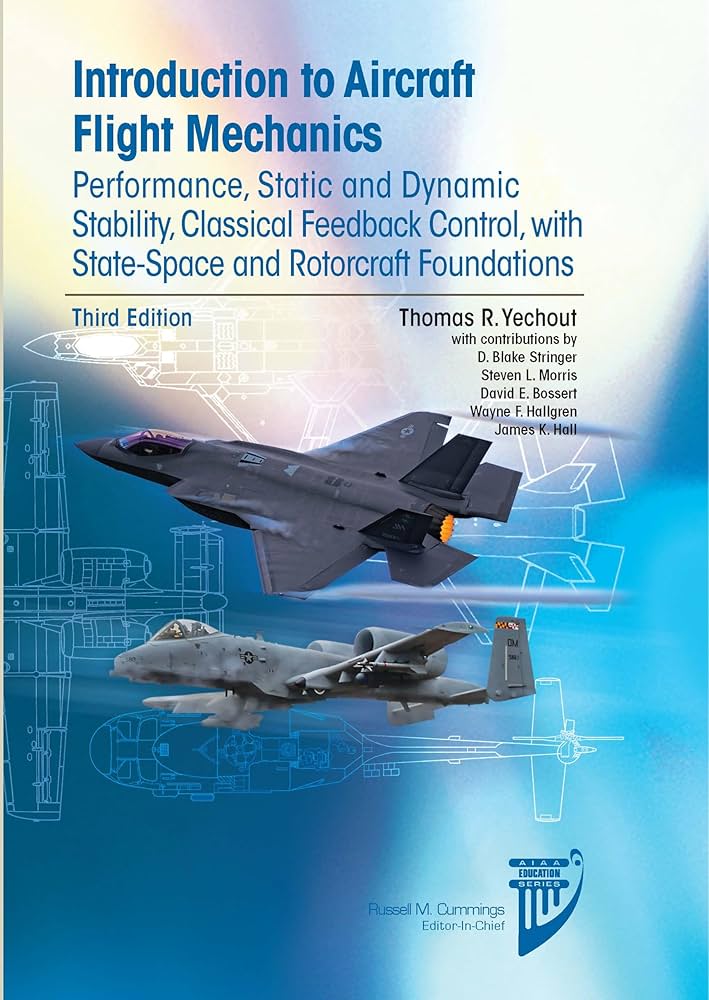 Introduction to Aircraft
Flight Mechanics
Performance, Static and Dynamic
Stability, Classical Feedback Control, with
State-Space and Rotorcraft Foundations
Third Edition
Thomas R. Yechout
with contributions by
D. Blake Stringer
Steven L. Morris
David E. Bossert
Wayne F. Hallgren
James K. Hall
DM
AIAA
EDUCATION
SERIES
Russell M. Cummings
Editor-In-Chief